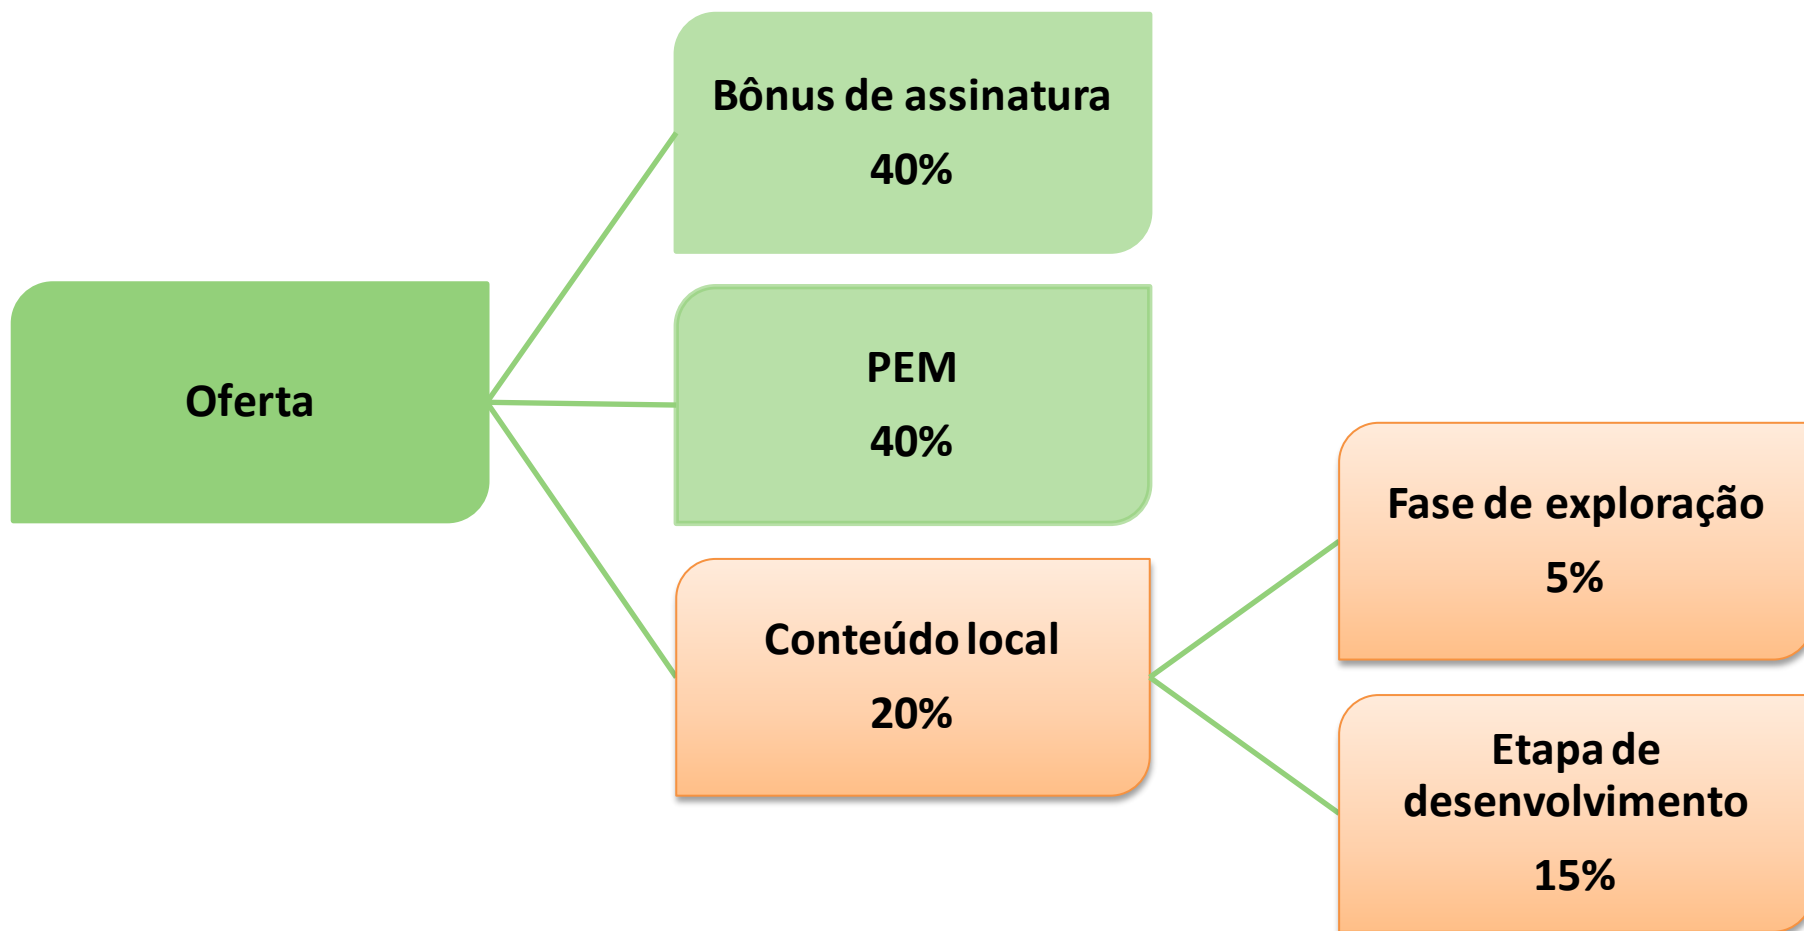 Oferta
Bônus de assinatura
40%
PEM
40%
Conteúdo local
20%
Fase de exploração
5%
Etapa de
desenvolvimento
15%